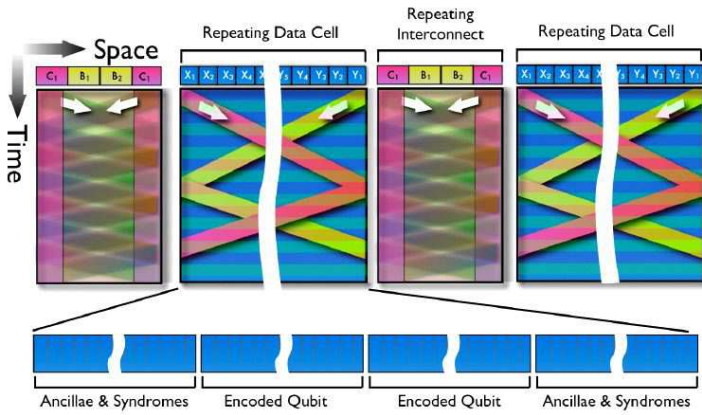 Space
Time
Repeating Data Cell
Repeating
Interconnect
Repeating Data Cell
C₁ B₁ B₂ C₁
X₁ X₂ X₃ X₄ X Y₅ Y₄ Y₃ Y₂ Y₁
C₁ B₁ B₂ C₁
X₁ X₂ X₃ X₄ X Y₅ Y₄ Y₃ Y₂ Y₁
Ancillae & Syndromes
Encoded Qubit
Encoded Qubit
Ancillae & Syndromes